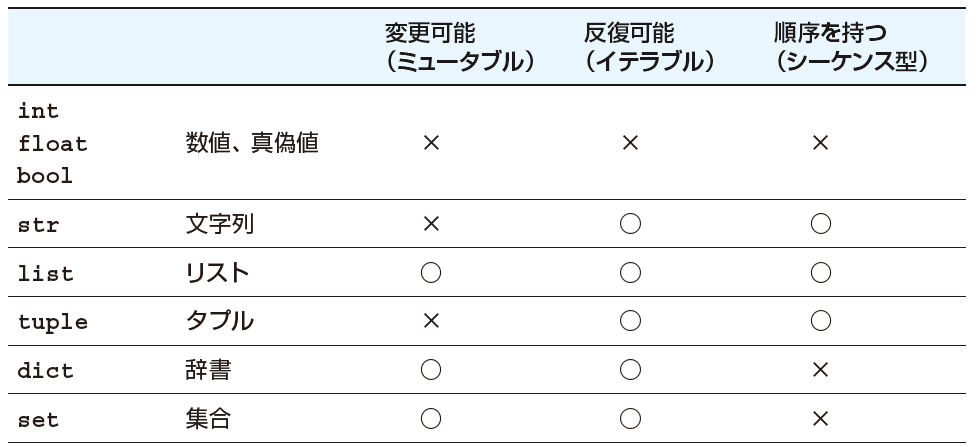 変更可能 反復可能 順序を持つ
（ミュータブル） （イテラブル） （シーケンス型）
int
float 数値、真偽値 × × ×
bool
str 文字列 × ○ ○
list リスト ○ ○ ○
tuple タプル × ○ ○
dict 辞書 ○ ○ ×
set 集合 ○ ○ ×